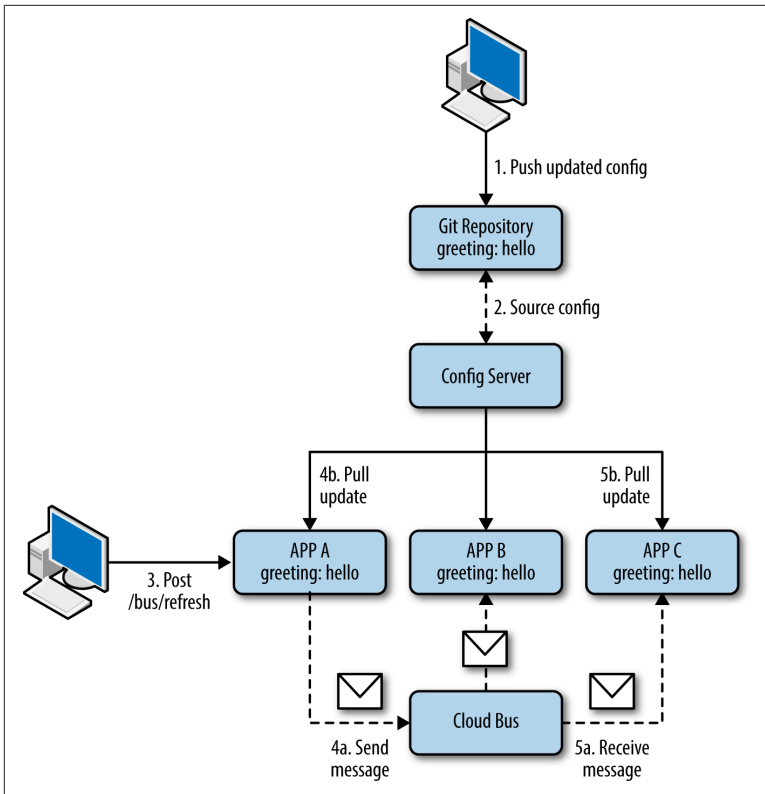 1. Push updated config
Git Repository
greeting: hello
2. Source config
Config Server
4b. Pull
update
5b. Pull
update
APP A
greeting: hello
APP B
greeting: hello
APP C
greeting: hello
3. Post
/bus/refresh
Cloud Bus
4a. Send
message
5a. Receive
message